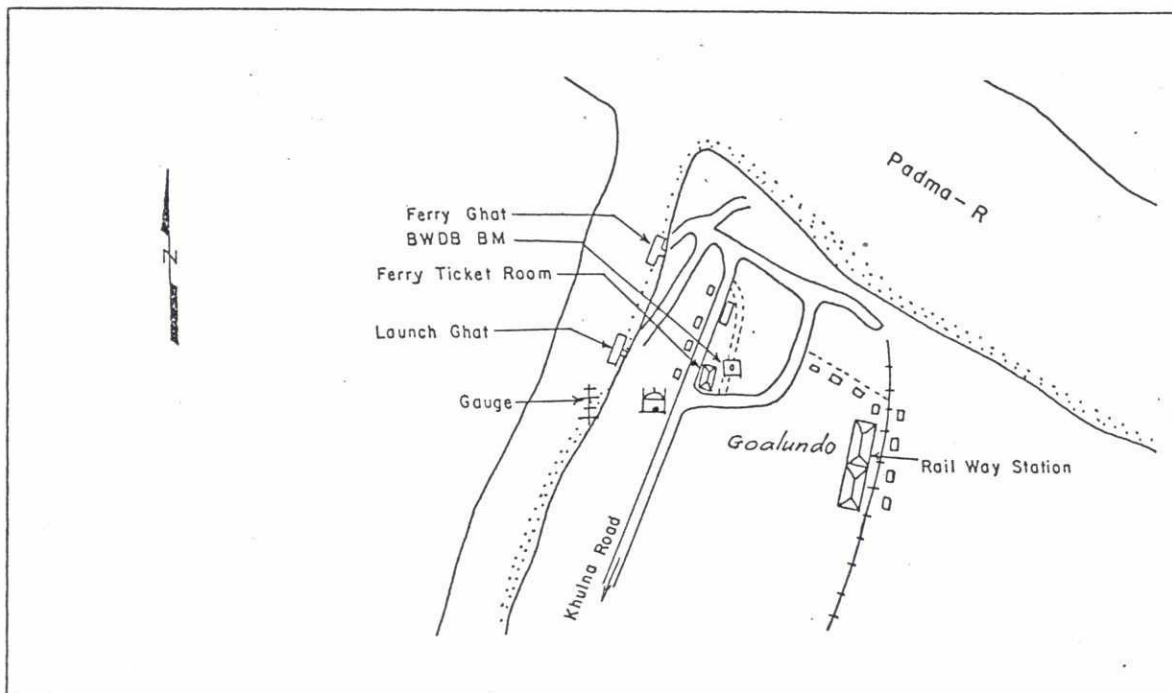 Padma-R
N
Ferry Ghat
BWDB BM
Ferry Ticket Room
Launch Ghat
Gauge
Goalundo
Rail Way Station
Khulna Road